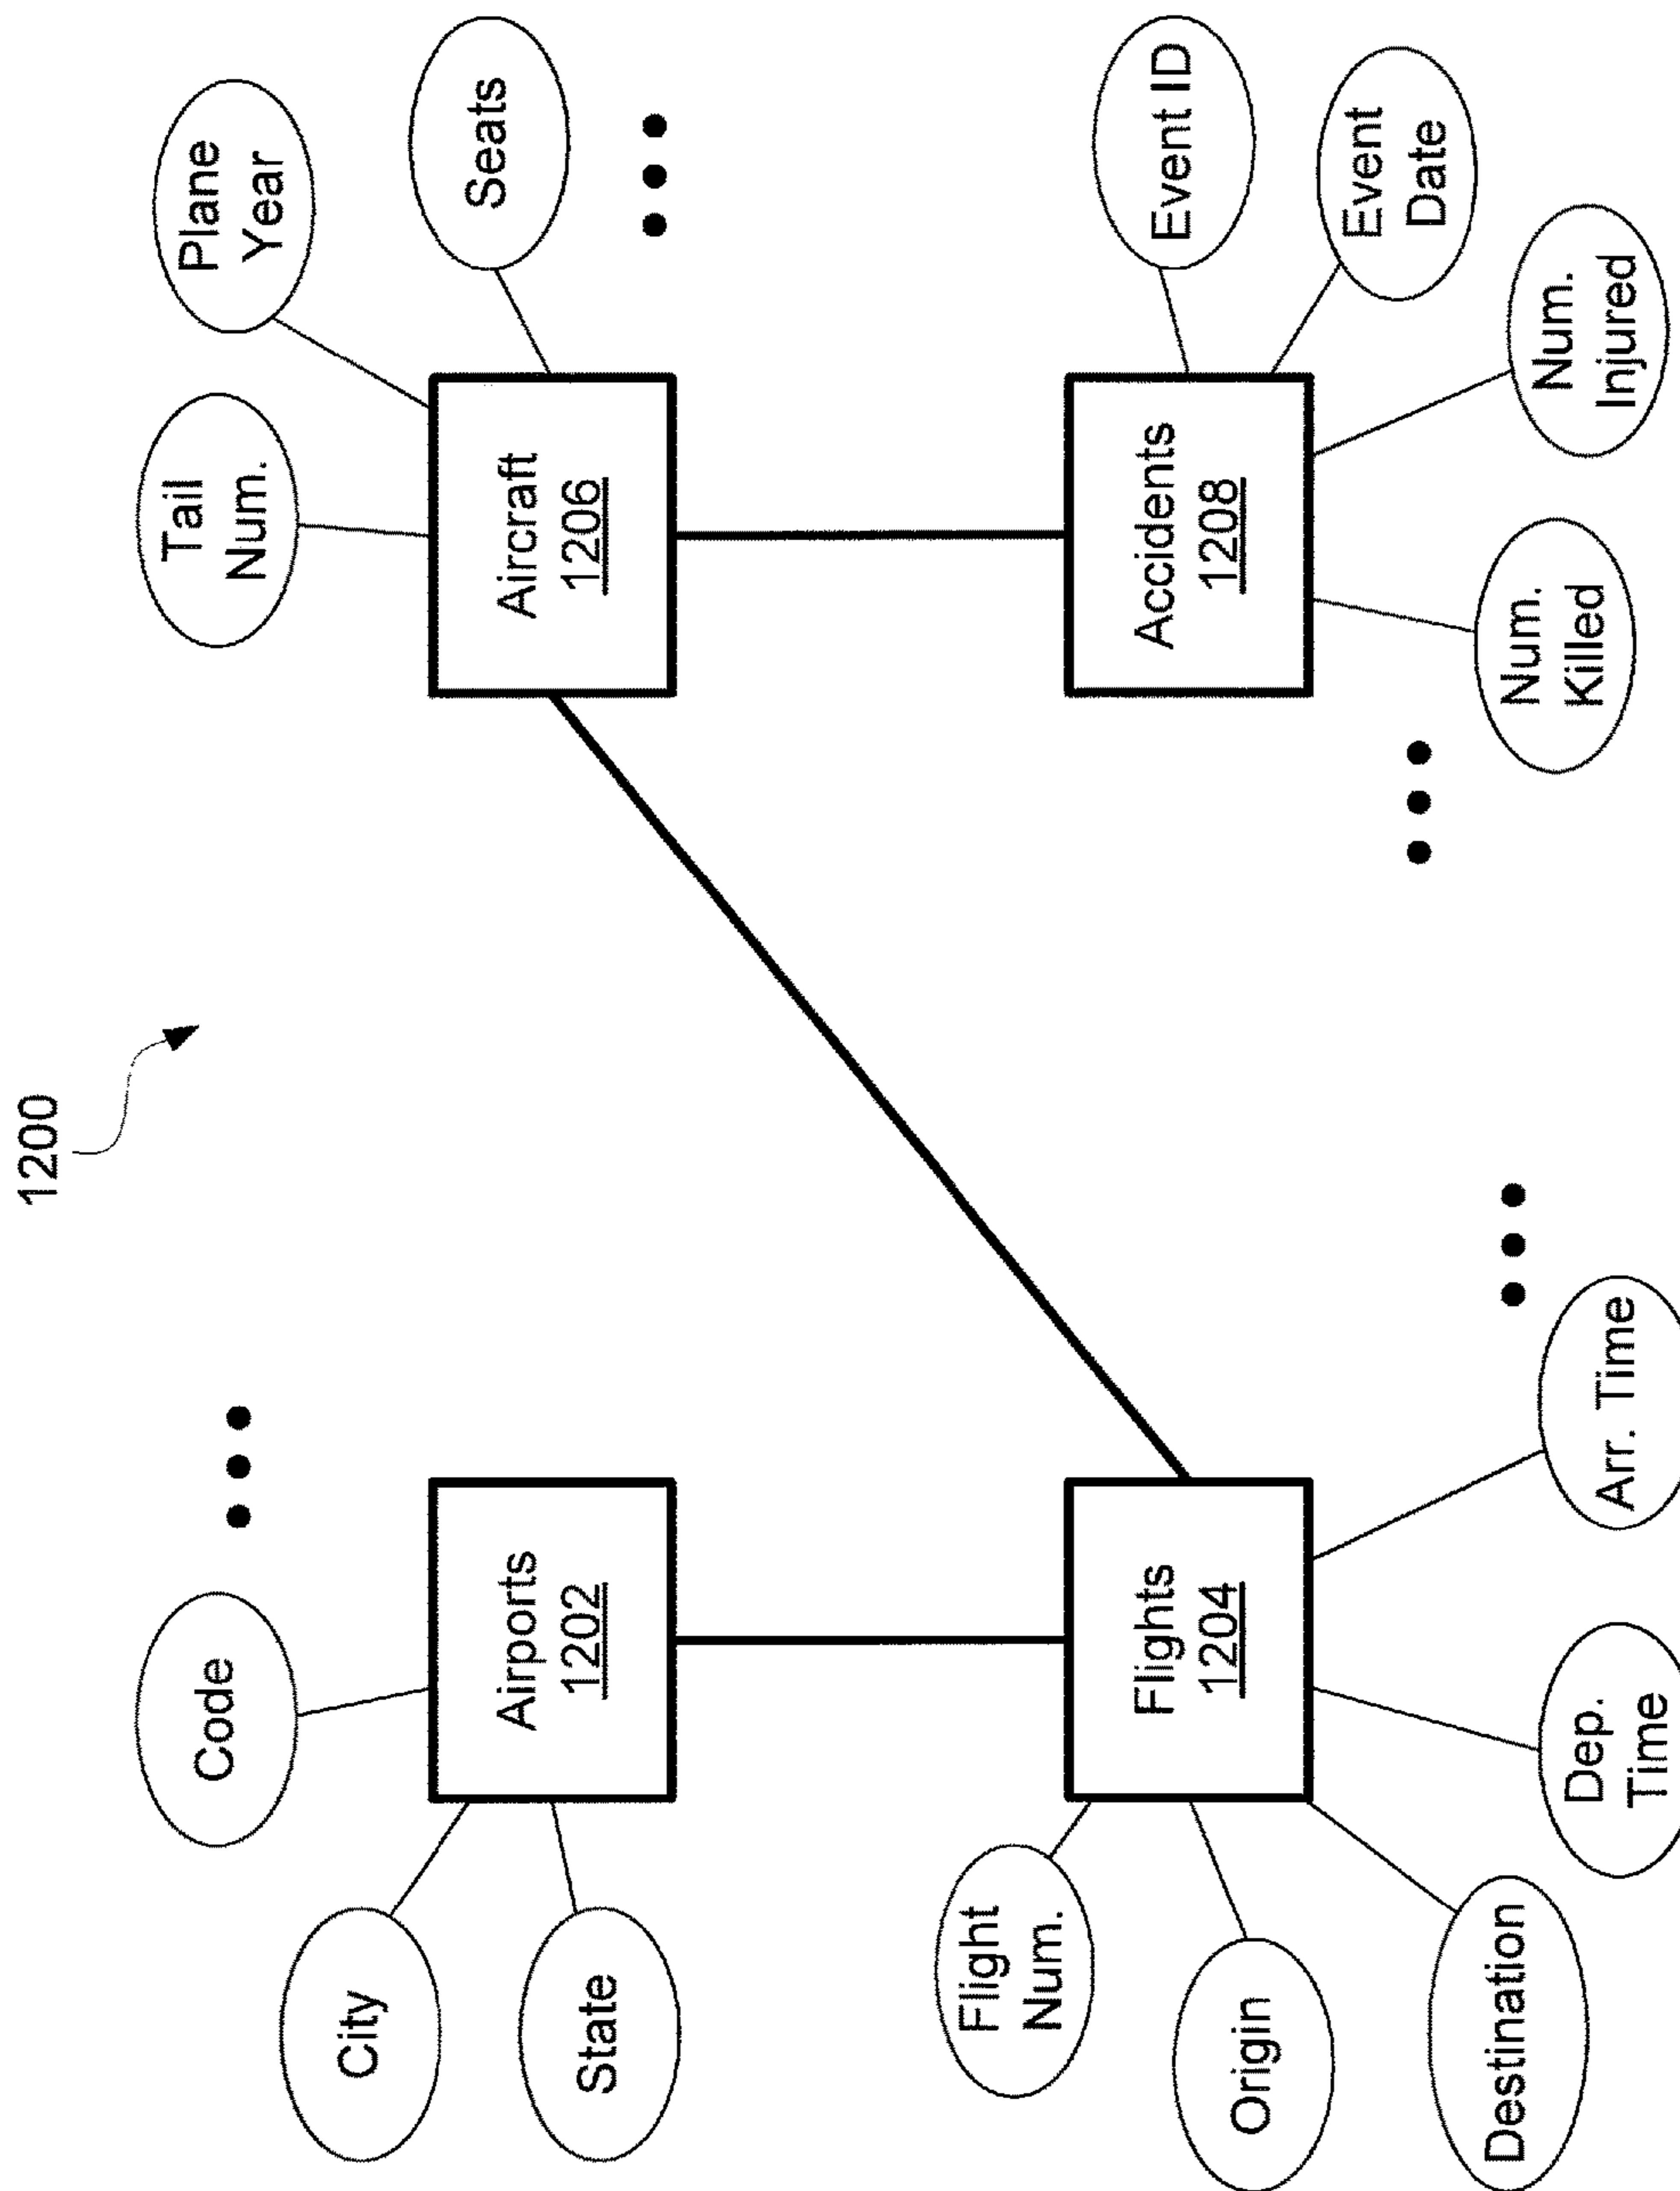 1200
Code
City
State
Airports
1202
Tail
Num.
Plane
Year
Seats
Aircraft
1206
Flight
Num.
Origin
Destination
Dep.
Time
Arr. Time
Flights
1204
Accidents
1208
Event ID
Event
Date
Num.
Injured
Num.
Killed